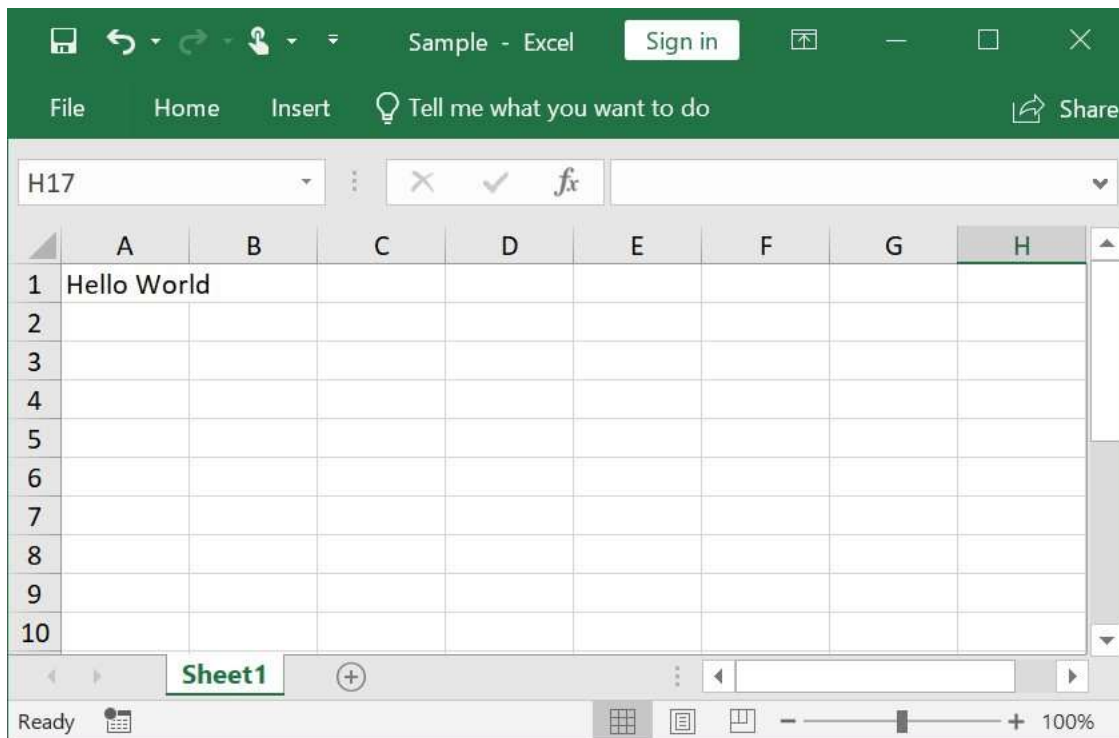 Sample - Excel Sign in
File Home Insert Tell me what you want to do Share
H17 fx
A B C D E F G H
1 Hello World
2
3
4
5
6
7
8
9
10
Sheet1
Ready 100%